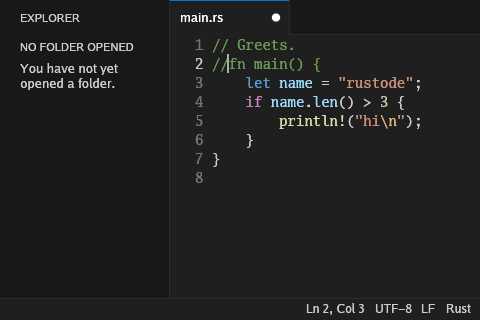 EXPLORER
NO FOLDER OPENED
You have not yet
opened a folder.
main.rs
1 // Greets.
2 //fn main() {
3     let name = "rustode";
4     if name.len() > 3 {
5         println!("hi\n");
6     }
7 }
8
Ln 2, Col 3 UTF-8 LF Rust